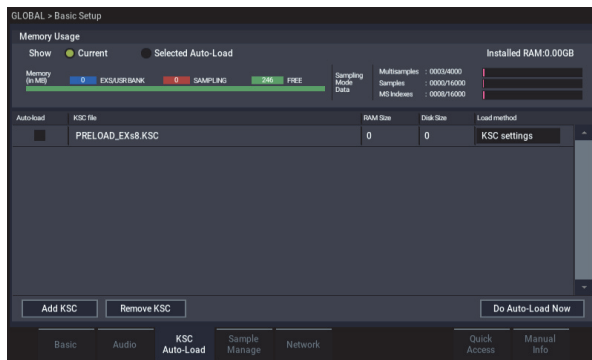 GLOBAL > Basic Setup
Memory Usage
Show Current Selected Auto-Load Installed RAM:0.00GB
Memory (in MB) 0 EXS/USR BANK 0 SAMPLING 246 FREE
Sampling Mode Data
Multisamples : 0003/4000
Samples : 0000/16000
MS Indexes : 0008/16000
Auto-load KSC file RAM Size Disk Size Load method
PRELOAD_EXs8.KSC 0 0 KSC settings
Add KSC Remove KSC Do Auto-Load Now
Basic Audio KSC Auto-Load Sample Manage Network Quick Access Manual Info